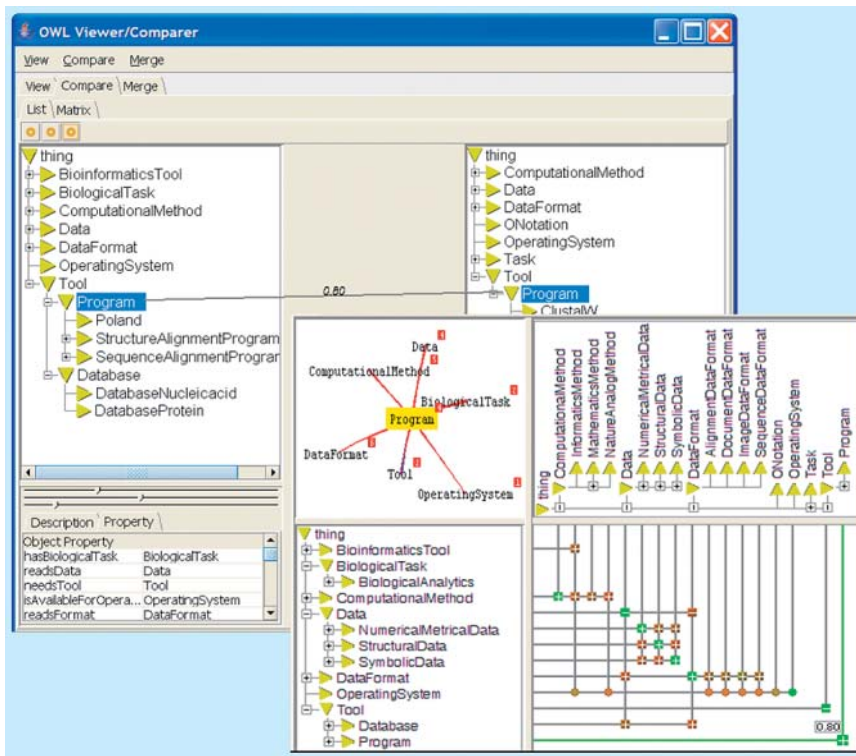 OWL Viewer/Comparer
View Compare Merge
View Compare Merge
List Matrix
thing
BioinformaticsTool
BiologicalTask
ComputationalMethod
Data
DataFormat
OperatingSystem
Tool
Program
Poland
StructureAlignmentProgram
SequenceAlignmentPrograr
Database
DatabaseNucleicacid
DatabaseProtein
0.80
thing
ComputationalMethod
Data
DataFormat
ONotation
OperatingSystem
Task
Tool
Program
ClustalW
Description Property
Object Property
hasBiologicalTask BiologicalTask
readsData Data
needsTool Tool
isAvailableForOpera... OperatingSystem
readsFormat DataFormat
Data
ComputationalMethod
BiologicalTask
Program
DataFormat
Tool
OperatingSystem
thing
ComputationalMethod
InformaticsMethod
MathematicsMethod
NatureAnalogMethod
Data
NumericalMetricalData
StructuralData
SymbolicData
DataFormat
AlignmentDataFormat
DocumentDataFormat
ImageDataFormat
SequenceDataFormat
ONotation
OperatingSystem
Task
Tool
Program
thing
BioinformaticsTool
BiologicalTask
BiologicalAnalytics
ComputationalMethod
Data
NumericalMetricalData
StructuralData
SymbolicData
DataFormat
OperatingSystem
Tool
Database
Program
0.80